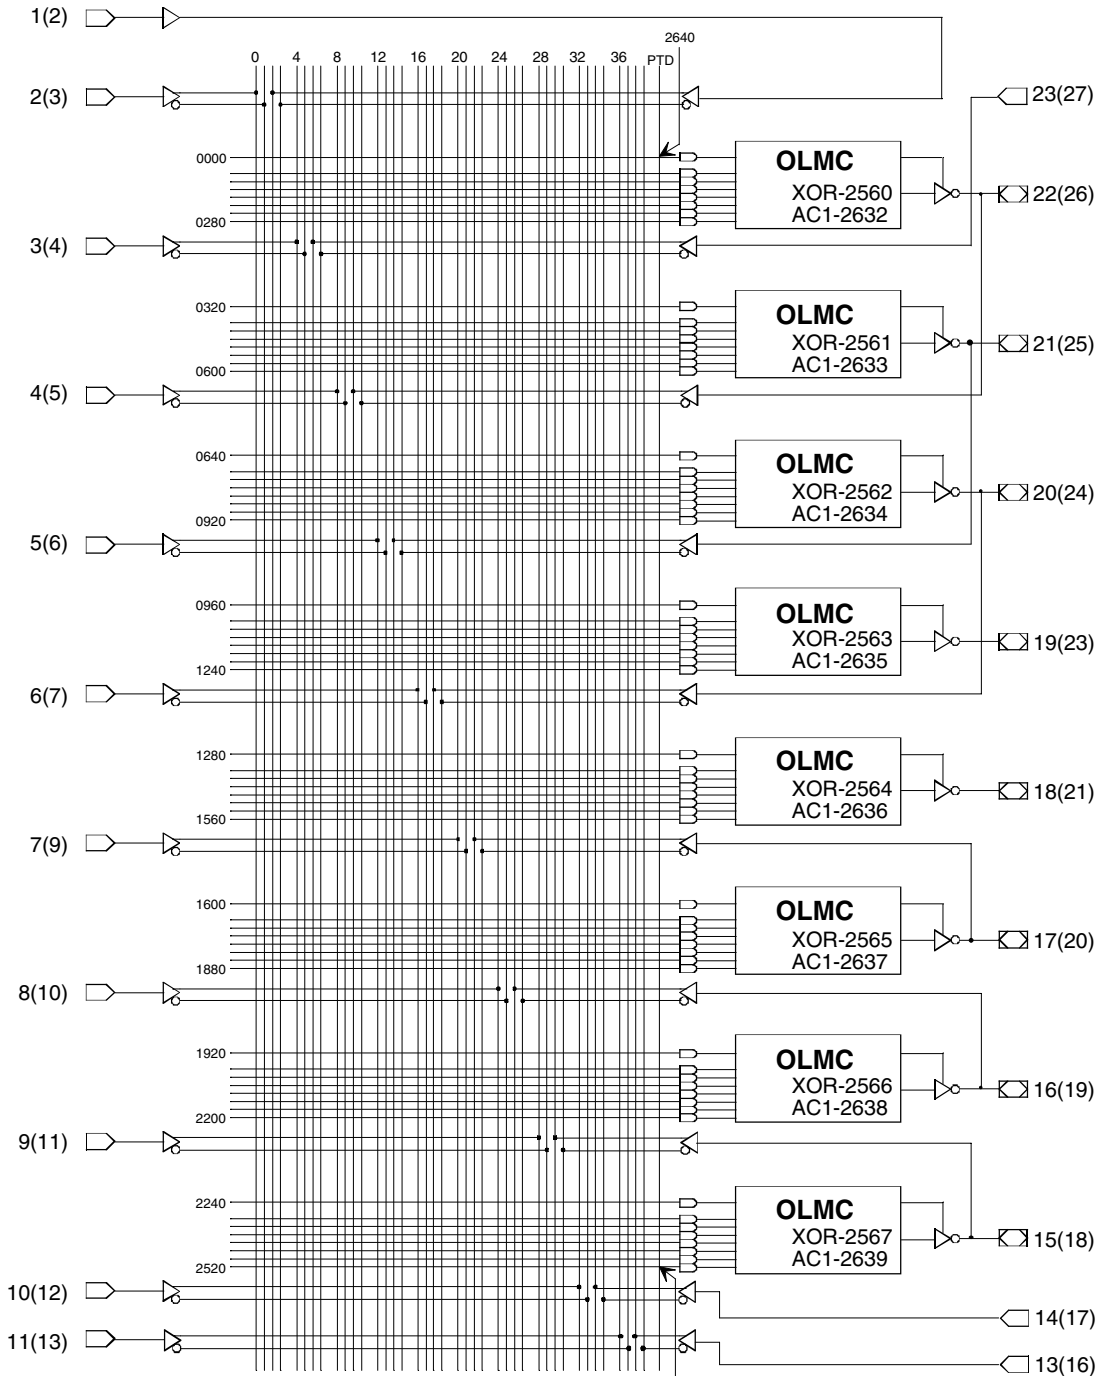 1(2)
2640
0 4 8 12 16 20 24 28 32 36 PTD
2(3)
23(27)
0000
OLMC
XOR-2560
AC1-2632
22(26)
0280
3(4)
0320
OLMC
XOR-2561
AC1-2633
21(25)
0600
4(5)
0640
OLMC
XOR-2562
AC1-2634
20(24)
0920
5(6)
0960
OLMC
XOR-2563
AC1-2635
19(23)
1240
6(7)
1280
OLMC
XOR-2564
AC1-2636
18(21)
1560
7(9)
1600
OLMC
XOR-2565
AC1-2637
17(20)
1880
8(10)
1920
OLMC
XOR-2566
AC1-2638
16(19)
2200
9(11)
2240
OLMC
XOR-2567
AC1-2639
15(18)
2520
10(12)
14(17)
11(13)
13(16)